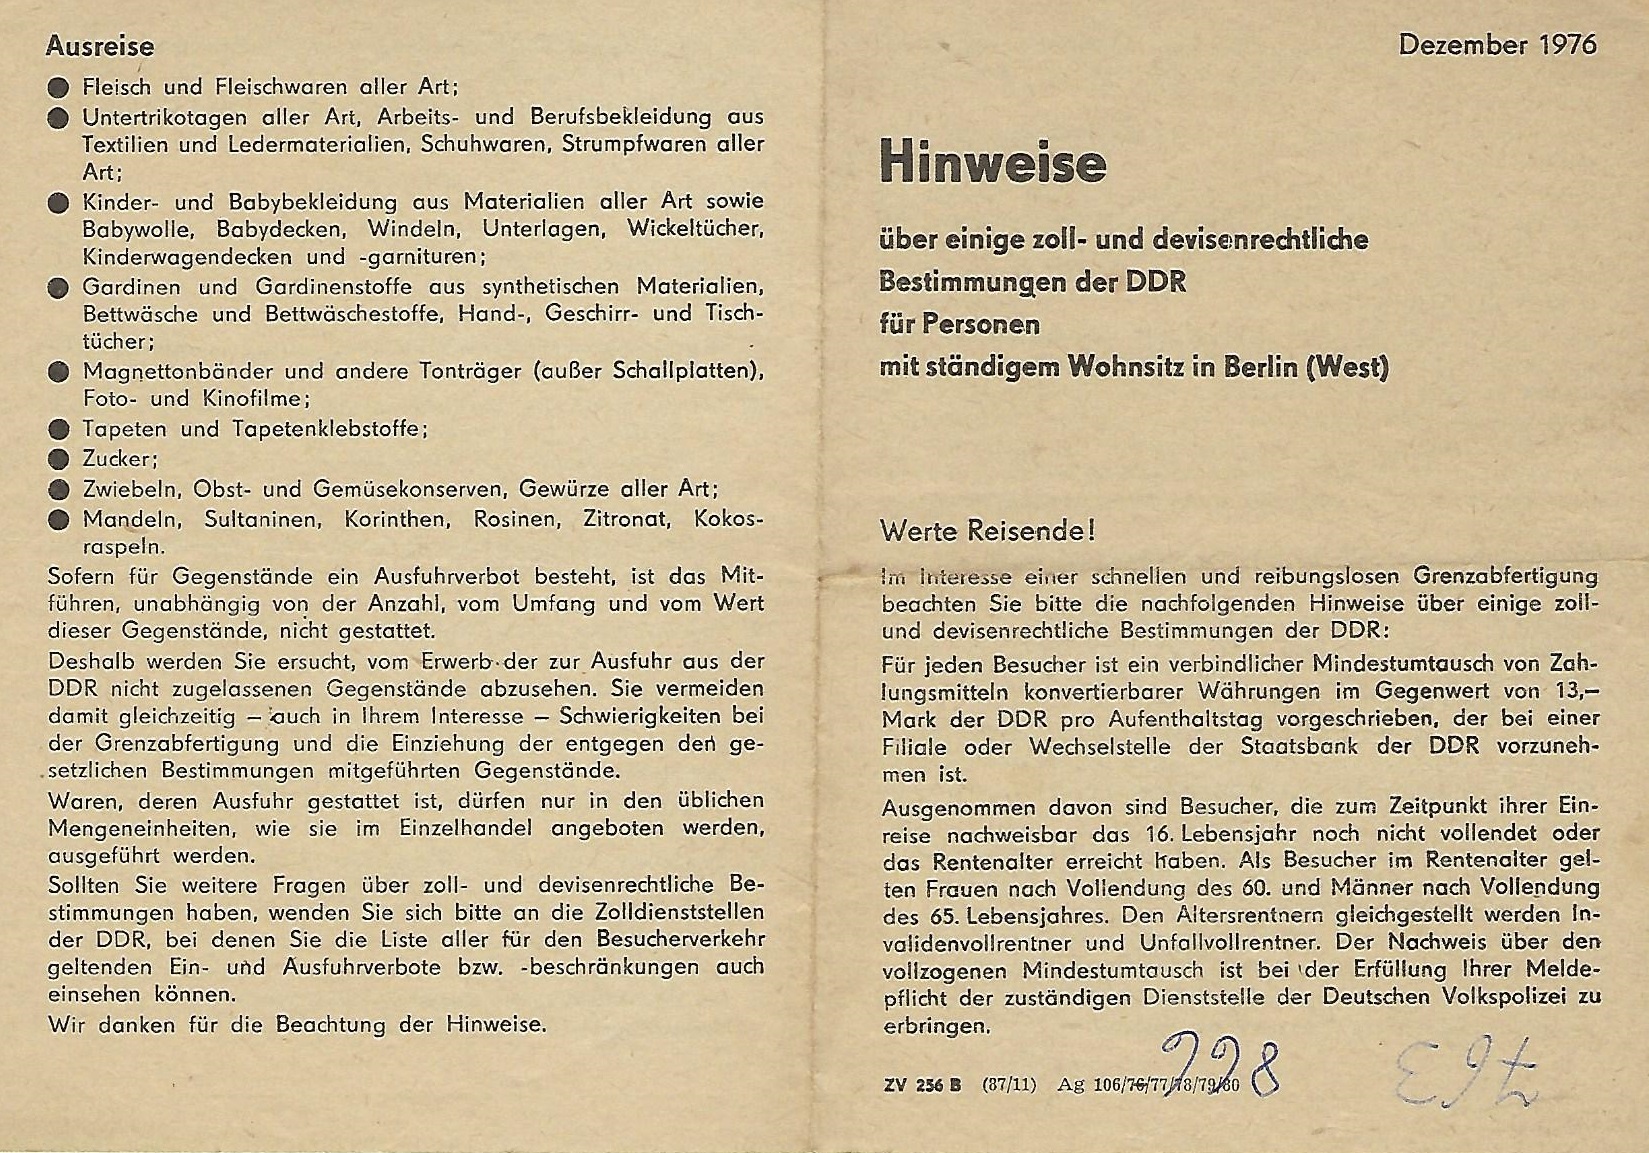 Ausreise
● Fleisch und Fleischwaren aller Art;
● Untertrikotagen aller Art, Arbeits- und Berufsbekleidung aus
Textilien und Ledermaterialien, Schuhwaren, Strumpfwaren aller
Art;
● Kinder- und Babybekleidung aus Materialien aller Art sowie
Babywolle, Babydecken, Windeln, Unterlagen, Wickeltücher,
Kinderwagendecken und -garnituren;
● Gardinen und Gardinenstoffe aus synthetischen Materialien,
Bettwäsche und Bettwäschestoffe, Hand-, Geschirr- und Tisch-
tücher;
● Magnettonbänder und andere Tonträger (außer Schallplatten),
Foto- und Kinofilme;
● Tapeten und Tapetenklebstoffe;
● Zucker;
● Zwiebeln, Obst- und Gemüsekonserven, Gewürze aller Art;
● Mandeln, Sultaninen, Korinthen, Rosinen, Zitronat, Kokos-
raspeln.
Sofern für Gegenstände ein Ausfuhrverbot besteht, ist das Mit-
führen, unabhängig von der Anzahl, vom Umfang und vom Wert
dieser Gegenstände, nicht gestattet.
Deshalb werden Sie ersucht, vom Erwerb der zur Ausfuhr aus der
DDR nicht zugelassenen Gegenstände abzusehen. Sie vermeiden
damit gleichzeitig – auch in Ihrem Interesse – Schwierigkeiten bei
der Grenzabfertigung und die Einziehung der entgegen den ge-
setzlichen Bestimmungen mitgeführten Gegenstände.
Waren, deren Ausfuhr gestattet ist, dürfen nur in den üblichen
Mengeneinheiten, wie sie im Einzelhandel angeboten werden,
ausgeführt werden.
Sollten Sie weitere Fragen über zoll- und devisenrechtliche Be-
stimmungen haben, wenden Sie sich bitte an die Zolldienststellen
der DDR, bei denen Sie die Liste aller für den Besucherverkehr
geltenden Ein- und Ausfuhrverbote bzw. -beschränkungen auch
einsehen können.
Wir danken für die Beachtung der Hinweise.
Dezember 1976
Hinweise
über einige zoll- und devisenrechtliche
Bestimmungen der DDR
für Personen
mit ständigem Wohnsitz in Berlin (West)
Werte Reisende!
Im Interesse einer schnellen und reibungslosen Grenzabfertigung
beachten Sie bitte die nachfolgenden Hinweise über einige zoll-
und devisenrechtliche Bestimmungen der DDR:
Für jeden Besucher ist ein verbindlicher Mindestumtausch von Zah-
lungsmitteln konvertierbarer Währungen im Gegenwert von 13,–
Mark der DDR pro Aufenthaltstag vorgeschrieben, der bei einer
Filiale oder Wechselstelle der Staatsbank der DDR vorzuneh-
men ist.
Ausgenommen davon sind Besucher, die zum Zeitpunkt ihrer Ein-
reise nachweisbar das 16. Lebensjahr noch nicht vollendet oder
das Rentenalter erreicht haben. Als Besucher im Rentenalter gel-
ten Frauen nach Vollendung des 60. und Männer nach Vollendung
des 65. Lebensjahres. Den Altersrentnern gleichgestellt werden In-
validenvollrentner und Unfallvollrentner. Der Nachweis über den
vollzogenen Mindestumtausch ist bei der Erfüllung Ihrer Melde-
pflicht der zuständigen Dienststelle der Deutschen Volkspolizei zu
erbringen.
ZV 256 B (87/11) Ag 106/76/77/78/79/80